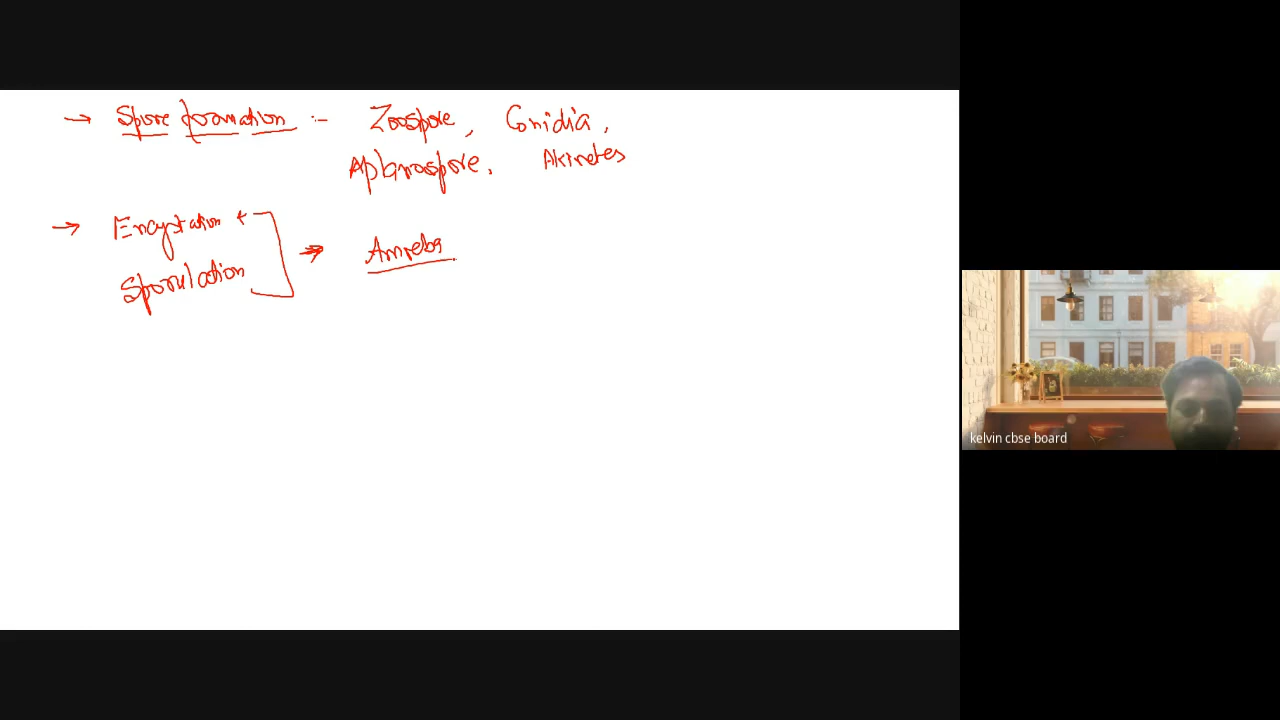 → Spore formation :- Zoospore, Conidia,
Aplanospore, Akinetes
→ Encystation +
Sporulation → Amoeba
kelvin cbse board